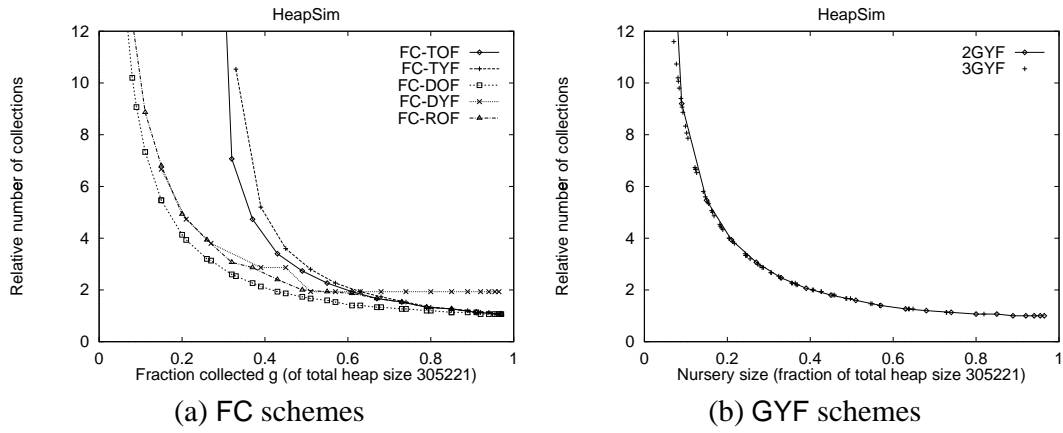 HeapSim
12
10
8
6
4
2
0
Relative number of collections
FC-TOF
FC-TYF
FC-DOF
FC-DYF
FC-ROF
0 0.2 0.4 0.6 0.8 1
Fraction collected g (of total heap size 305221)
(a) FC schemes
HeapSim
12
10
8
6
4
2
0
Relative number of collections
2GYF
3GYF
0 0.2 0.4 0.6 0.8 1
Nursery size (fraction of total heap size 305221)
(b) GYF schemes